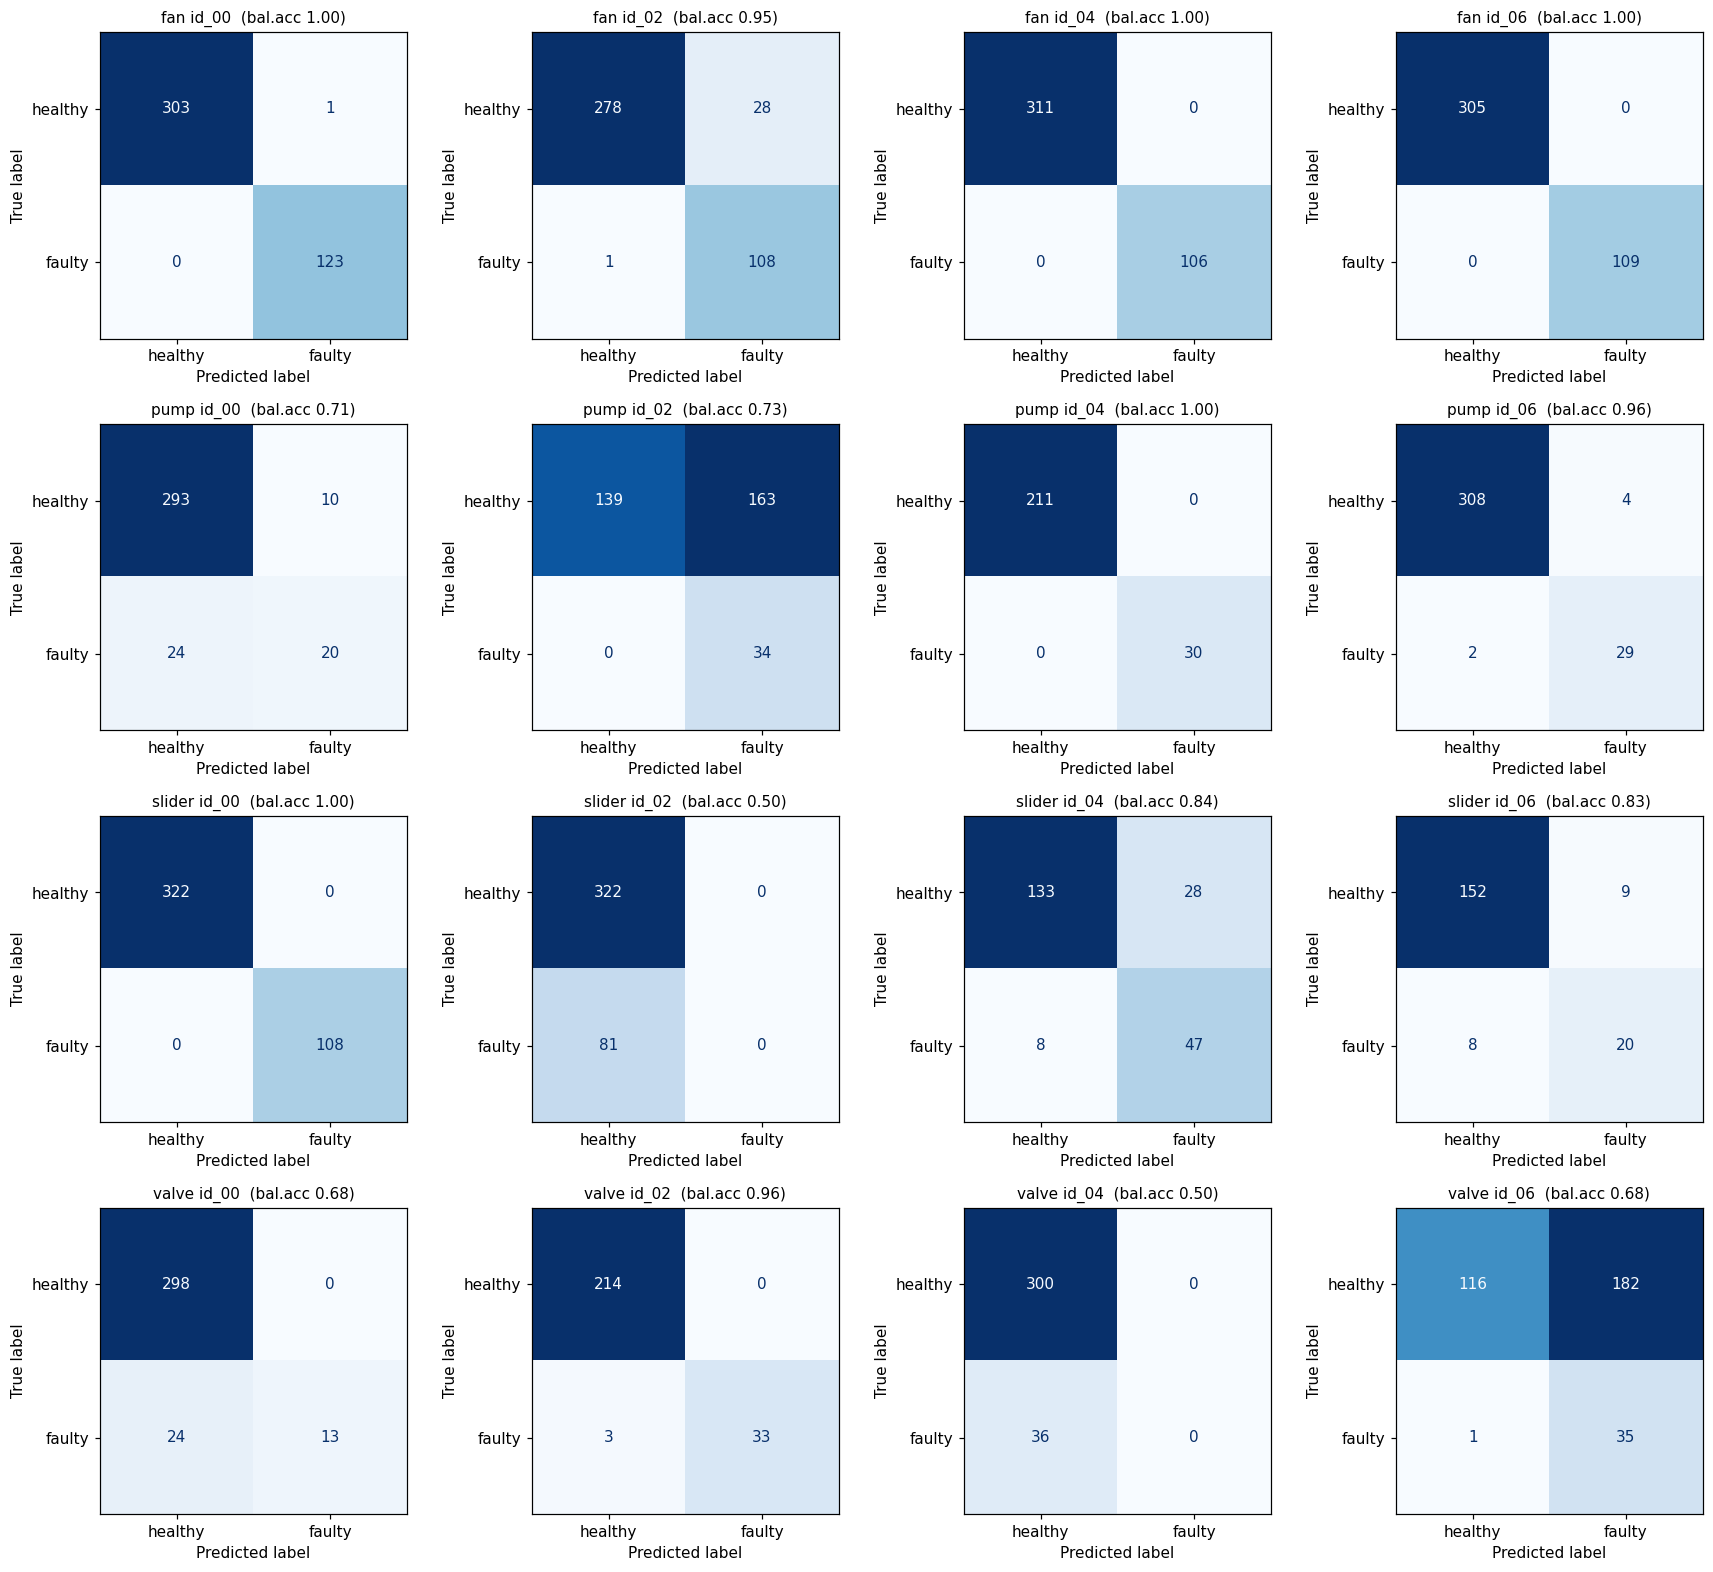 fan id_00  (bal.acc 1.00)
healthy
303
1
faulty
0
123
healthy
faulty
Predicted label
True label
fan id_02  (bal.acc 0.95)
healthy
278
28
faulty
1
108
healthy
faulty
Predicted label
True label
fan id_04  (bal.acc 1.00)
healthy
311
0
faulty
0
106
healthy
faulty
Predicted label
True label
fan id_06  (bal.acc 1.00)
healthy
305
0
faulty
0
109
healthy
faulty
Predicted label
True label
pump id_00  (bal.acc 0.71)
healthy
293
10
faulty
24
20
healthy
faulty
Predicted label
True label
pump id_02  (bal.acc 0.73)
healthy
139
163
faulty
0
34
healthy
faulty
Predicted label
True label
pump id_04  (bal.acc 1.00)
healthy
211
0
faulty
0
30
healthy
faulty
Predicted label
True label
pump id_06  (bal.acc 0.96)
healthy
308
4
faulty
2
29
healthy
faulty
Predicted label
True label
slider id_00  (bal.acc 1.00)
healthy
322
0
faulty
0
108
healthy
faulty
Predicted label
True label
slider id_02  (bal.acc 0.50)
healthy
322
0
faulty
81
0
healthy
faulty
Predicted label
True label
slider id_04  (bal.acc 0.84)
healthy
133
28
faulty
8
47
healthy
faulty
Predicted label
True label
slider id_06  (bal.acc 0.83)
healthy
152
9
faulty
8
20
healthy
faulty
Predicted label
True label
valve id_00  (bal.acc 0.68)
healthy
298
0
faulty
24
13
healthy
faulty
Predicted label
True label
valve id_02  (bal.acc 0.96)
healthy
214
0
faulty
3
33
healthy
faulty
Predicted label
True label
valve id_04  (bal.acc 0.50)
healthy
300
0
faulty
36
0
healthy
faulty
Predicted label
True label
valve id_06  (bal.acc 0.68)
healthy
116
182
faulty
1
35
healthy
faulty
Predicted label
True label